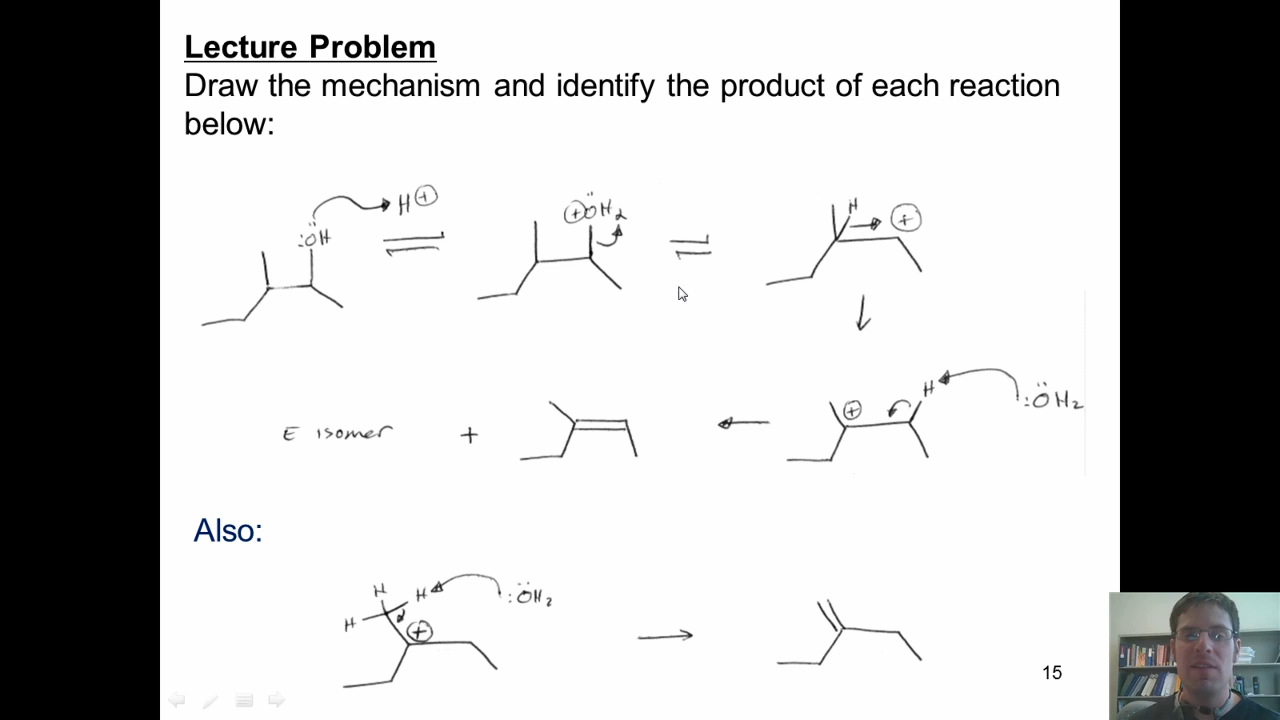 Lecture Problem
Draw the mechanism and identify the product of each reaction
below:
H⊕
:ÖH
⊕ÖH₂
H ⊕
H
:ÖH₂
⊕
E isomer +
Also:
H H :ÖH₂
H
⊕
15